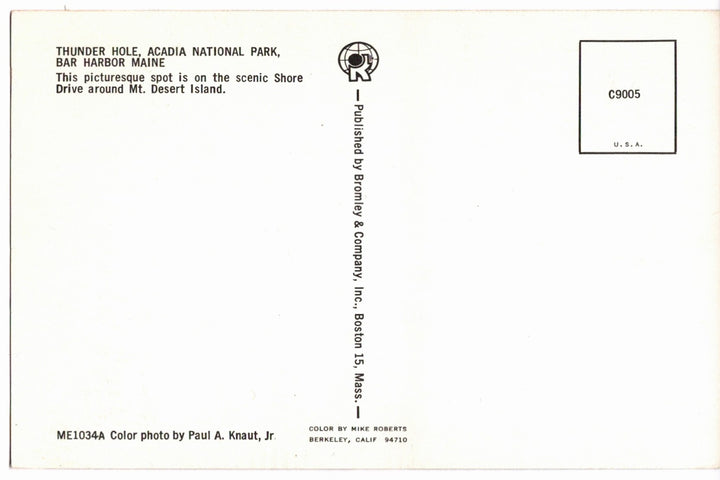 THUNDER HOLE, ACADIA NATIONAL PARK,
BAR HARBOR MAINE
This picturesque spot is on the scenic Shore
Drive around Mt. Desert Island.
ME1034A Color photo by Paul A. Knaut, Jr.
R
— Published by Bromley & Company, Inc., Boston 15, Mass. —
COLOR BY MIKE ROBERTS
BERKELEY, CALIF 94710
C9005
U.S.A.